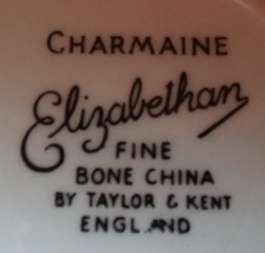 CHARMAINE
Elizabethan
FINE
BONE CHINA
BY TAYLOR & KENT
ENGLAND